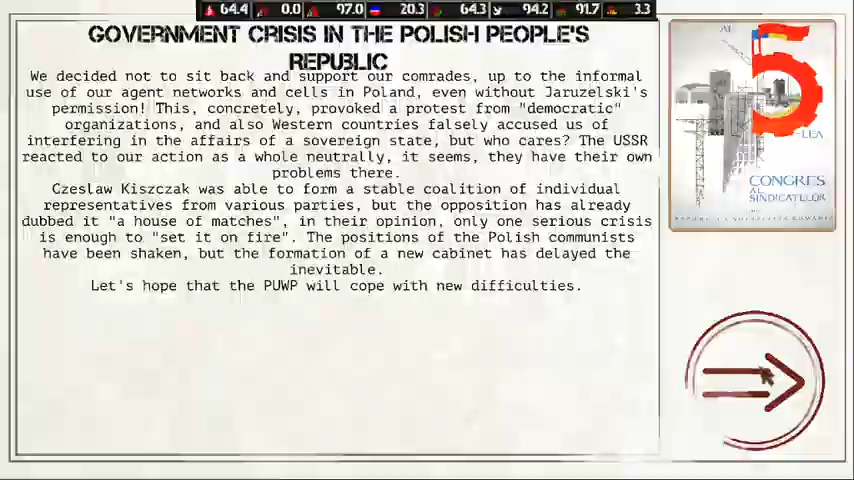 64.4 0.0 97.0 20.3 64.3 94.2 91.7 3.3
GOVERNMENT CRISIS IN THE POLISH PEOPLE'S
REPUBLIC
We decided not to sit back and support our comrades, up to the informal
use of our agent networks and cells in Poland, even without Jaruzelski's
permission! This, concretely, provoked a protest from "democratic"
organizations, and also Western countries falsely accused us of
interfering in the affairs of a sovereign state, but who cares? The USSR
reacted to our action as a whole neutrally, it seems, they have their own
problems there.
Czeslaw Kiszczak was able to form a stable coalition of individual
representatives from various parties, but the opposition has already
dubbed it "a house of matches", in their opinion, only one serious crisis
is enough to "set it on fire". The positions of the Polish communists
have been shaken, but the formation of a new cabinet has delayed the
inevitable.
Let's hope that the PUWP will cope with new difficulties.
AL
5
-LEA
CONGRES
AL
SINDICATELOR
REPUBLICA SOCIALISTA ROMANIA